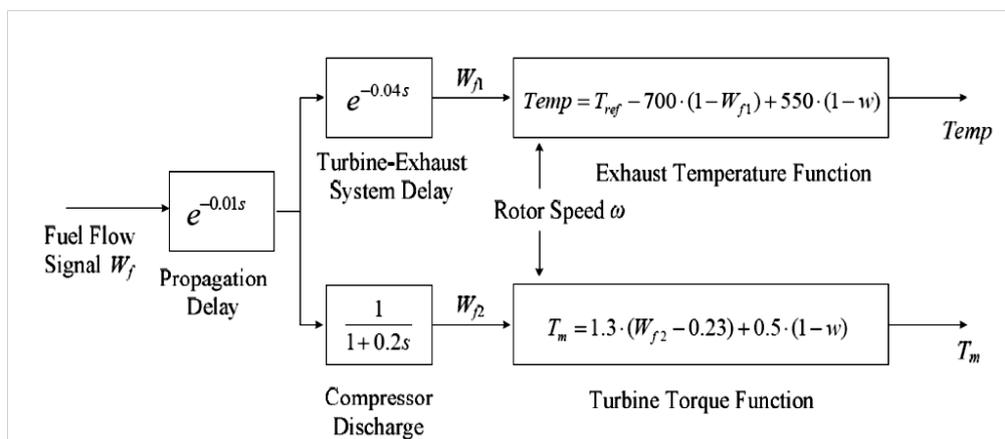 e^{-0.01s}
Fuel Flow
Signal W_f
Propagation
Delay
e^{-0.04s}
Turbine-Exhaust
System Delay
W_{f1}
Temp = T_{ref} − 700 · (1 − W_{f1}) + 550 · (1 − w)
Temp
Exhaust Temperature Function
Rotor Speed ω
1
1+0.2s
Compressor
Discharge
W_{f2}
T_m = 1.3 · (W_{f2} − 0.23) + 0.5 · (1 − w)
T_m
Turbine Torque Function